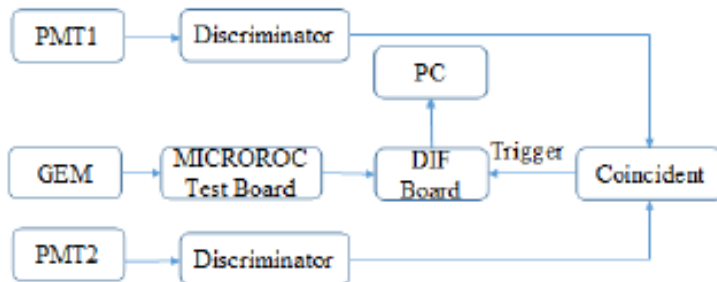 PMT1
Discriminator
PC
GEM
MICROROC
Test Board
DIF
Board
Trigger
Coincident
PMT2
Discriminator